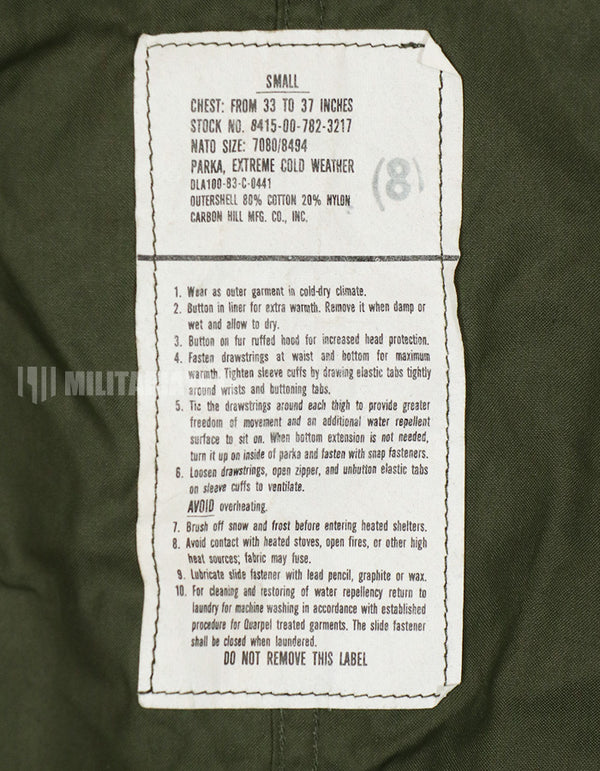 SMALL
CHEST: FROM 33 TO 37 INCHES
STOCK NO. 8415-00-782-3217
NATO SIZE: 7080/8494
PARKA, EXTREME COLD WEATHER
DLA100-83-C-0441
OUTERSHELL 80% COTTON 20% NYLON
CARBON HILL MFG. CO., INC.
(8)
1. Wear as outer garment in cold-dry climate.
2. Button in liner for extra warmth. Remove it when damp or
wet and allow to dry.
3. Button on fur ruffed hood for increased head protection.
4. Fasten drawstrings at waist and bottom for maximum
warmth. Tighten sleeve cuffs by drawing elastic tabs tightly
around wrists and buttoning tabs.
5. Tie the drawstrings around each thigh to provide greater
freedom of movement and an additional water repellent
surface to sit on. When bottom extension is not needed,
turn it up on inside of parka and fasten with snap fasteners.
6. Loosen drawstrings, open zipper, and unbutton elastic tabs
on sleeve cuffs to ventilate.
AVOID overheating.
7. Brush off snow and frost before entering heated shelters.
8. Avoid contact with heated stoves, open fires, or other high
heat sources; fabric may fuse.
9. Lubricate slide fastener with lead pencil, graphite or wax.
10. For cleaning and restoring of water repellency return to
laundry for machine washing in accordance with established
procedure for Quarpel treated garments. The slide fastener
shall be closed when laundered.
DO NOT REMOVE THIS LABEL